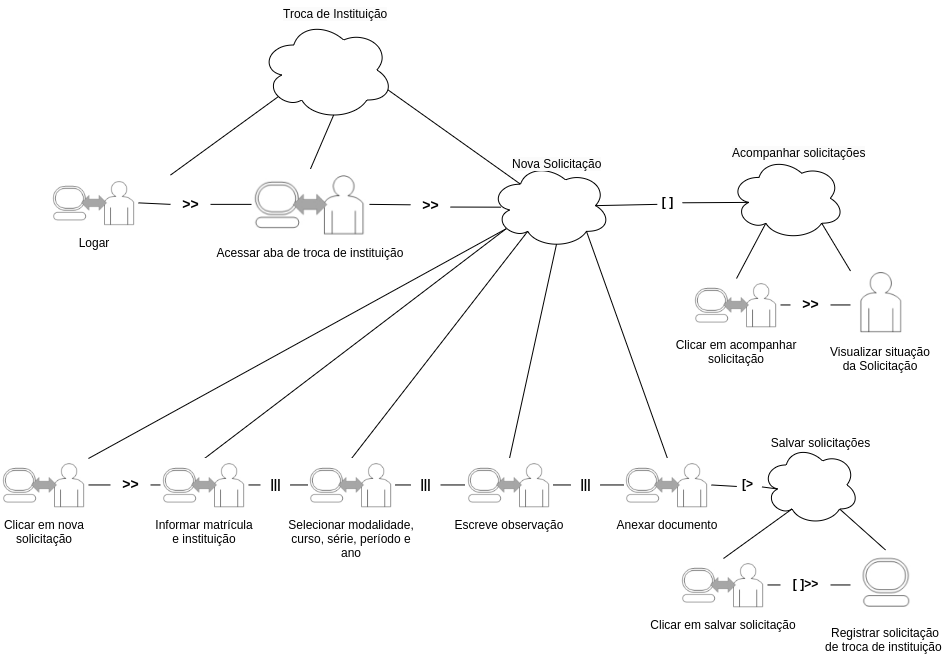 Troca de Instituição
Nova Solicitação
Acompanhar solicitações
>>
>>
[ ]
Logar
Acessar aba de troca de instituição
>>
Clicar em acompanhar
solicitação
Visualizar situação
da Solicitação
Salvar solicitações
>>
|||
|||
|||
[>
Clicar em nova
solicitação
Informar matrícula
e instituição
Selecionar modalidade,
curso, série, período e
ano
Escreve observação
Anexar documento
[ ]>>
Clicar em salvar solicitação
Registrar solicitação
de troca de instituição